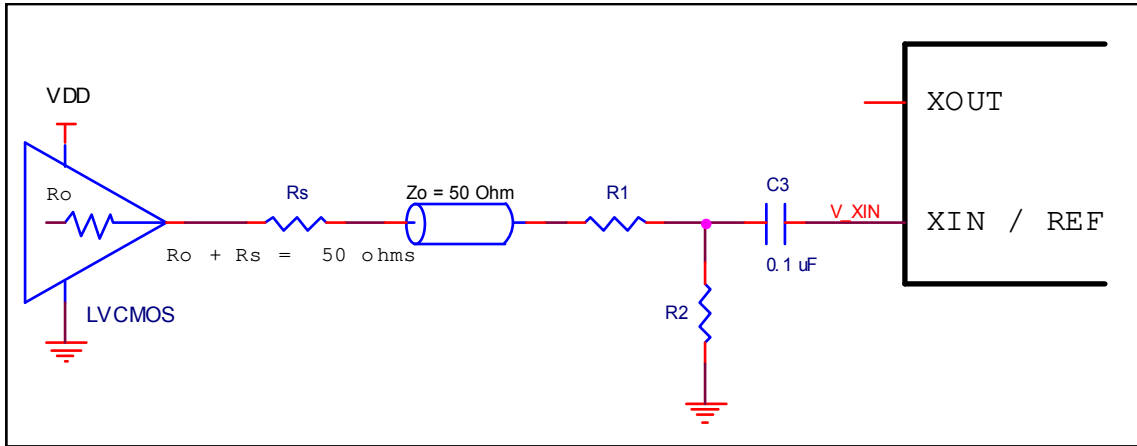 VDD
XOUT
Ro
Rs
Zo = 50 Ohm
R1
C3
V_XIN
XIN / REF
Ro + Rs = 50 ohms
0.1 uF
LVCMOS
R2